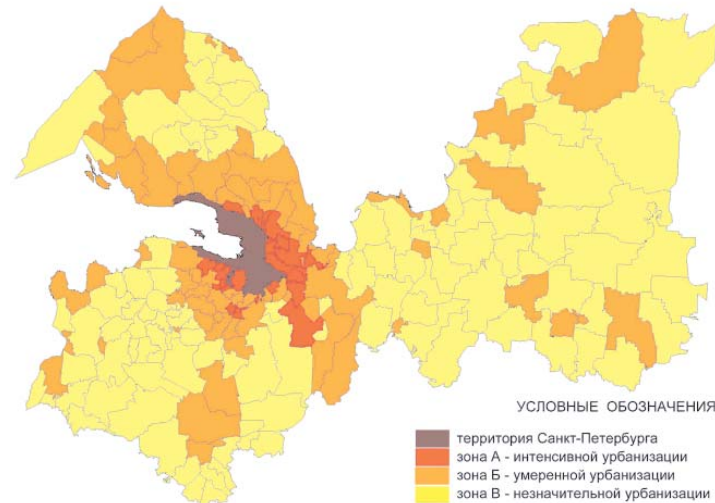 УСЛОВНЫЕ ОБОЗНАЧЕНИЯ
территория Санкт-Петербурга
зона А - интенсивной урбанизации
зона Б - умеренной урбанизации
зона В - незначительной урбанизации